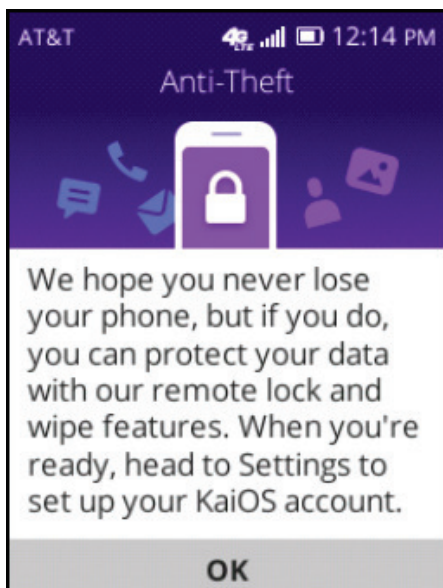 AT&T 4G LTE 12:14 PM
Anti-Theft
We hope you never lose
your phone, but if you do,
you can protect your data
with our remote lock and
wipe features. When you're
ready, head to Settings to
set up your KaiOS account.
OK